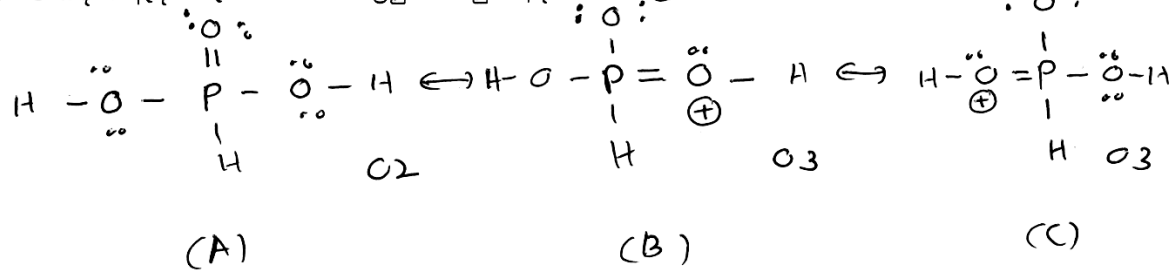 :O: :O: :O:
|| | |
H - O - P - O - H ↔ H - O - P = O - H ↔ H - O = P - O - H
| ⊕ | ⊕ |
H O2 H O3 H O3
(A) (B) (C)